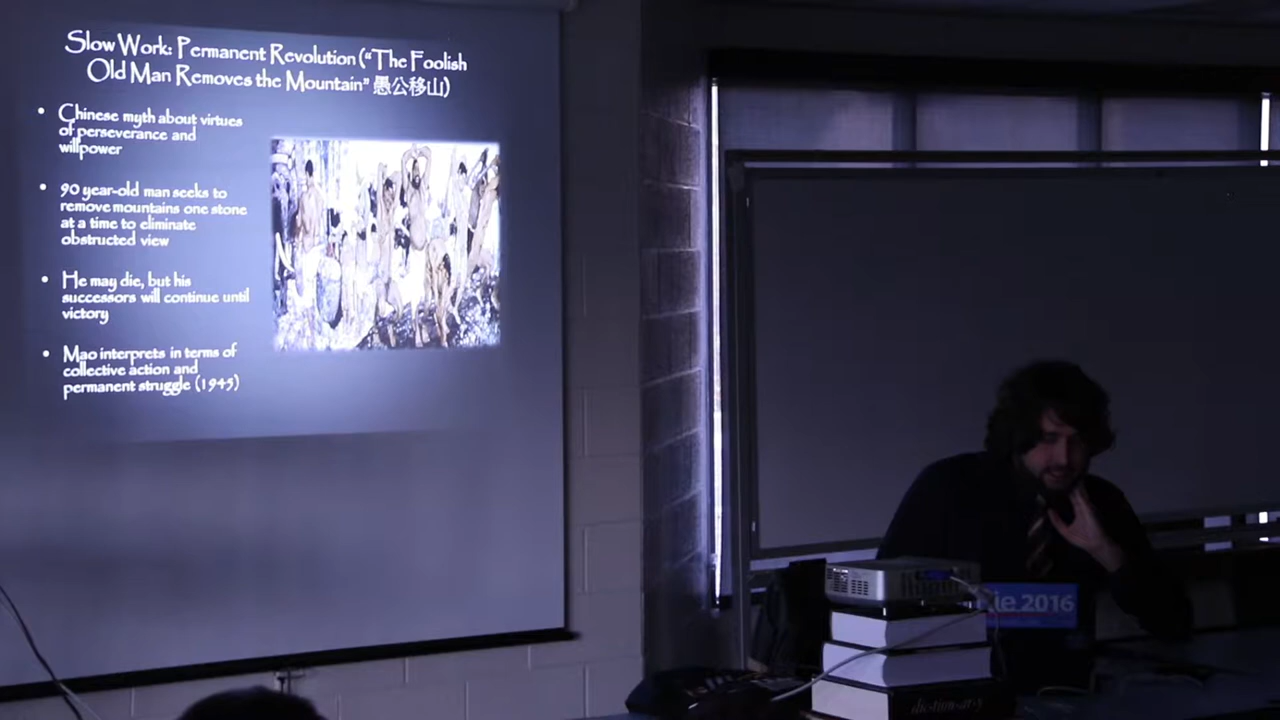 Slow Work: Permanent Revolution ("The Foolish
Old Man Removes the Mountain" 愚公移山)
• Chinese myth about virtues
of perseverance and
willpower
• 90 year-old man seeks to
remove mountains one stone
at a time to eliminate
obstructed view
• He may die, but his
successors will continue until
victory
• Mao interprets in terms of
collective action and
permanent struggle (1945)
ie.2016
dictionary